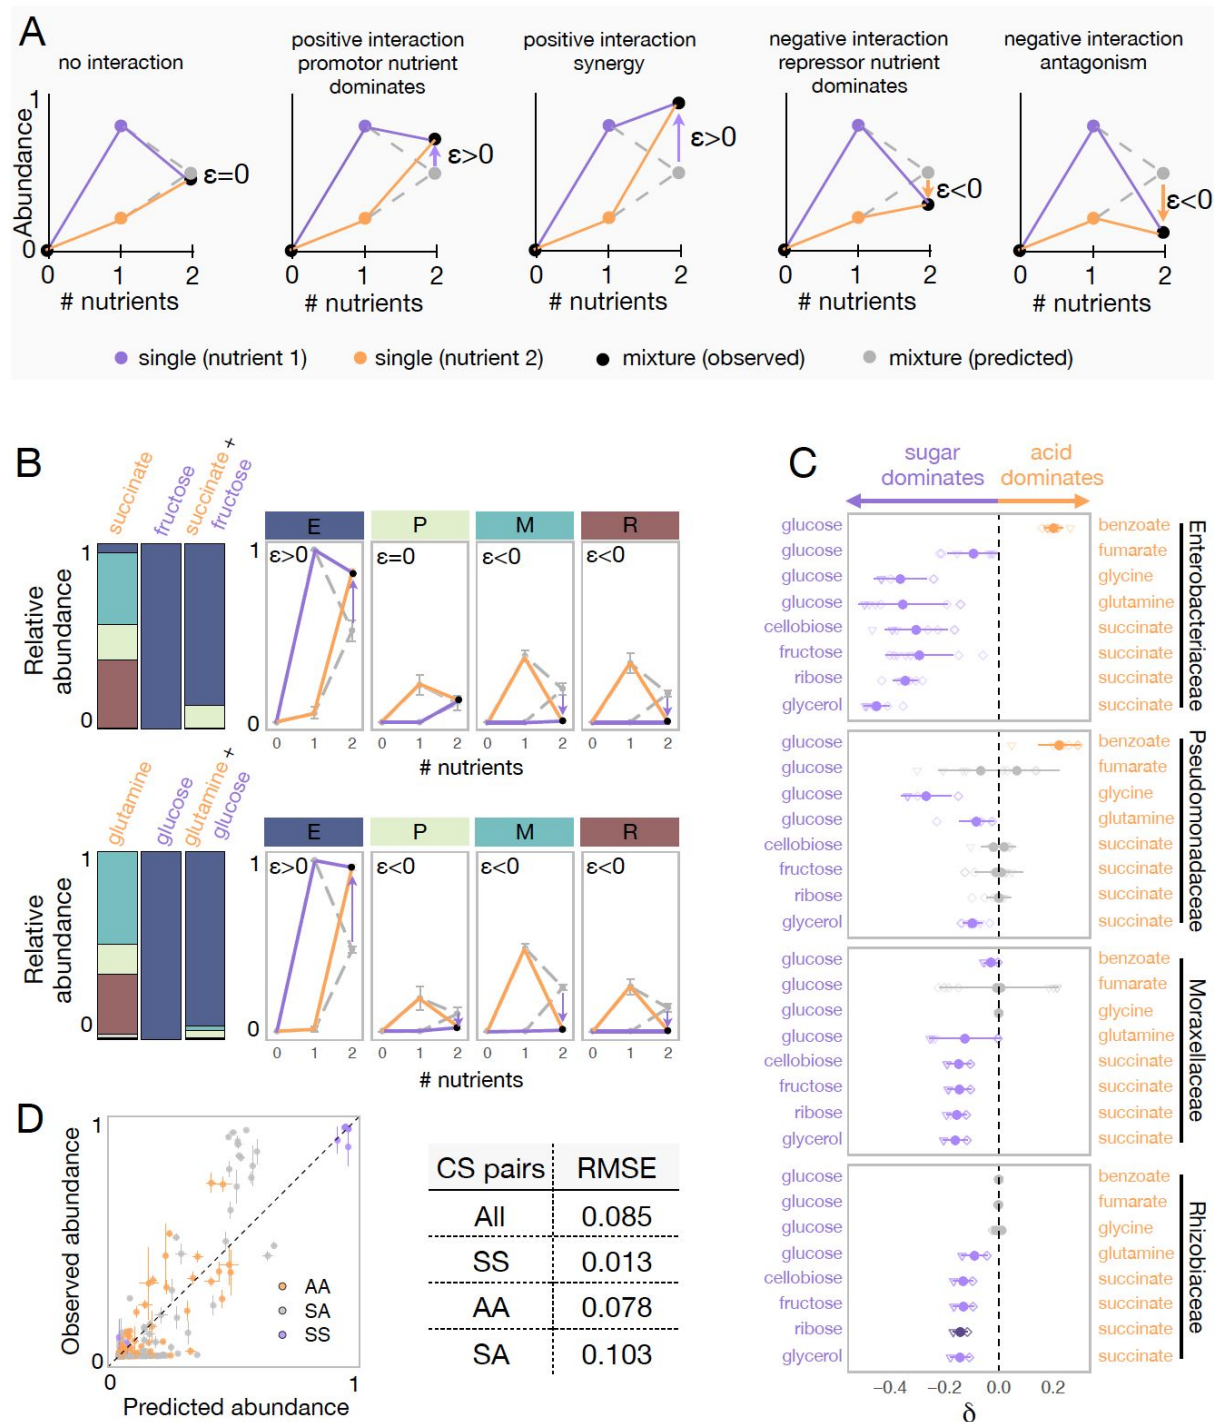 A
no interaction
positive interaction
promotor nutrient
dominates
positive interaction
synergy
negative interaction
repressor nutrient
dominates
negative interaction
antagonism
Abundance
1
0
ε=0
ε>0
ε>0
ε<0
ε<0
0 1 2
0 1 2
0 1 2
0 1 2
0 1 2
# nutrients
# nutrients
# nutrients
# nutrients
# nutrients
single (nutrient 1)
single (nutrient 2)
mixture (observed)
mixture (predicted)
B
succinate
fructose
succinate +
fructose
Relative
abundance
1
0
E
P
M
R
1
0
ε>0
ε=0
ε<0
ε<0
0 1 2
0 1 2
0 1 2
0 1 2
# nutrients
glutamine
glucose
glutamine +
glucose
Relative
abundance
1
0
E
P
M
R
1
0
ε>0
ε<0
ε<0
ε<0
0 1 2
0 1 2
0 1 2
0 1 2
# nutrients
C
sugar
dominates
acid
dominates
glucose benzoate
glucose fumarate
glucose glycine
glucose glutamine
cellobiose succinate
fructose succinate
ribose succinate
glycerol succinate
Enterobacteriaceae
glucose benzoate
glucose fumarate
glucose glycine
glucose glutamine
cellobiose succinate
fructose succinate
ribose succinate
glycerol succinate
Pseudomonadaceae
glucose benzoate
glucose fumarate
glucose glycine
glucose glutamine
cellobiose succinate
fructose succinate
ribose succinate
glycerol succinate
Moraxellaceae
glucose benzoate
glucose fumarate
glucose glycine
glucose glutamine
cellobiose succinate
fructose succinate
ribose succinate
glycerol succinate
Rhizobiaceae
−0.4 −0.2 0.0 0.2
δ
D
Observed abundance
1
0
AA
SA
SS
0 1
Predicted abundance
CS pairs RMSE
All 0.085
SS 0.013
AA 0.078
SA 0.103